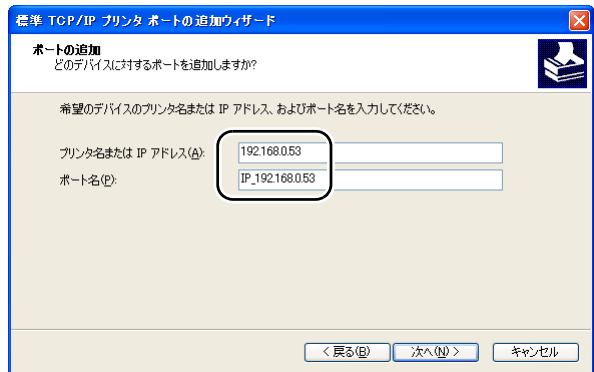 標準 TCP/IP プリンタ ポートの追加ウィザード
ポートの追加
どのデバイスに対するポートを追加しますか?
希望のデバイスのプリンタ名または IP アドレス、およびポート名を入力してください。
プリンタ名または IP アドレス(A): 192.168.0.53
ポート名(P): IP_192.168.0.53
< 戻る(B) 次へ(N) > キャンセル